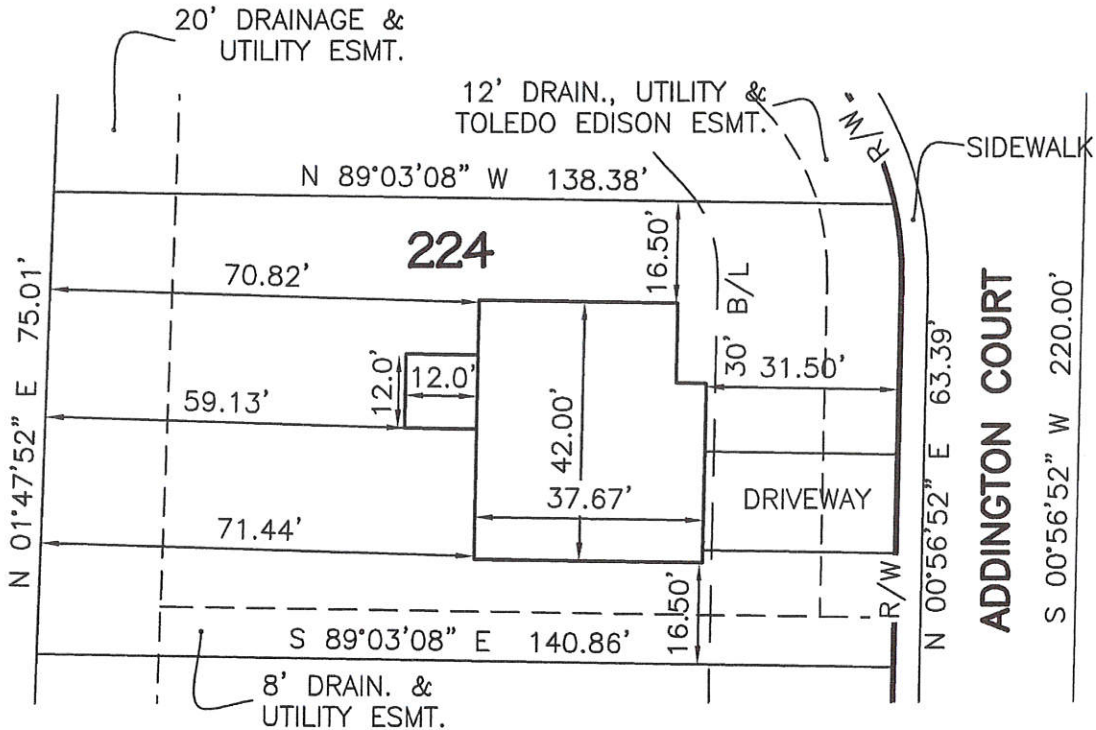 20' DRAINAGE &
UTILITY ESMT.
12' DRAIN., UTILITY &
TOLEDO EDISON ESMT.
R/W
SIDEWALK
N 89°03'08" W 138.38'
224
16.50'
70.82'
B/L
30'
31.50'
N 01°47'52" E 75.01'
12.0'
12.0'
59.13'
42.00'
37.67'
DRIVEWAY
71.44'
16.50'
R/W
N 00°56'52" E 63.39'
ADDINGTON COURT
S 00°56'52" W 220.00'
S 89°03'08" E 140.86'
8' DRAIN. &
UTILITY ESMT.